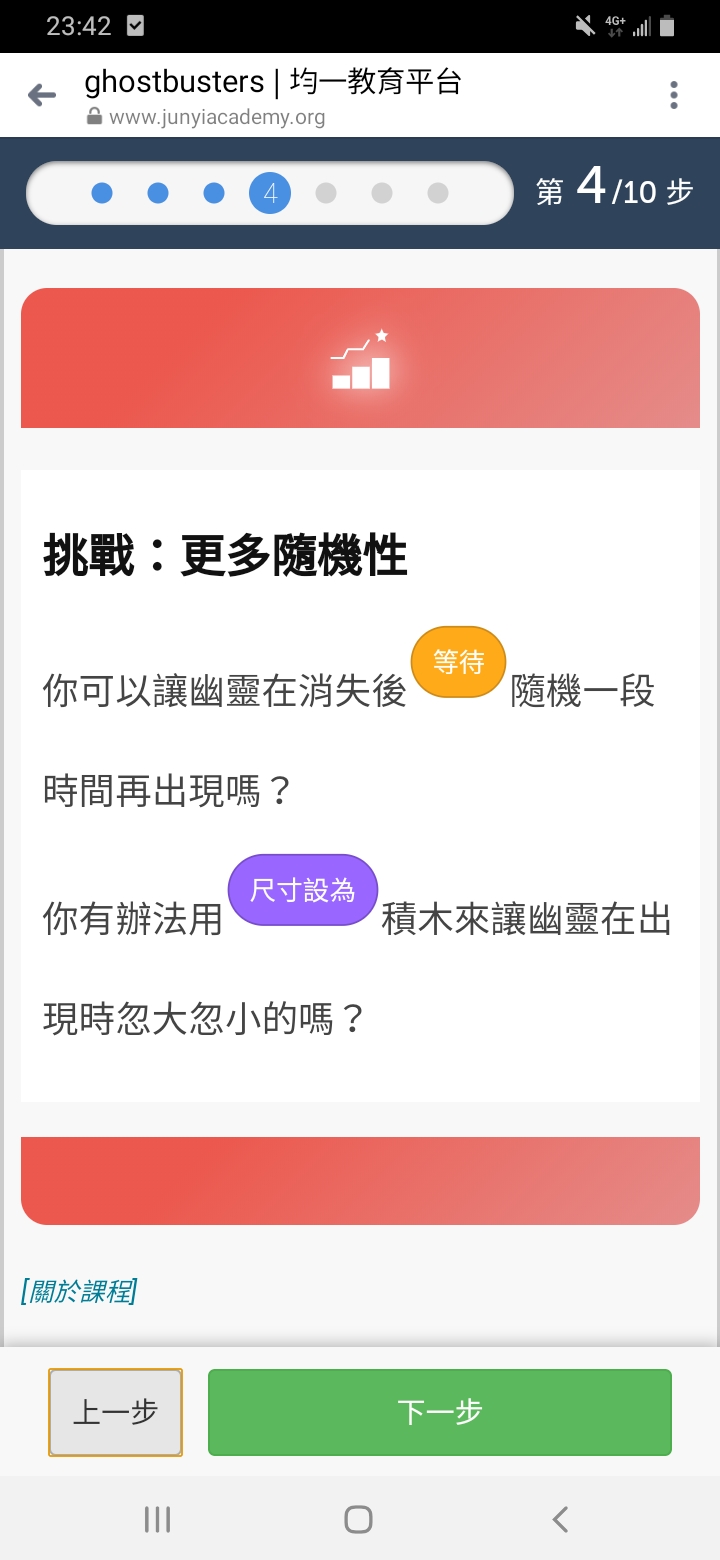 23:42
4G+
ghostbusters | 均一教育平台
www.junyiacademy.org
4
第 4/10 步
挑戰：更多隨機性
你可以讓幽靈在消失後 等待 隨機一段
時間再出現嗎？
你有辦法用 尺寸設為 積木來讓幽靈在出
現時忽大忽小的嗎？
[關於課程]
上一步
下一步